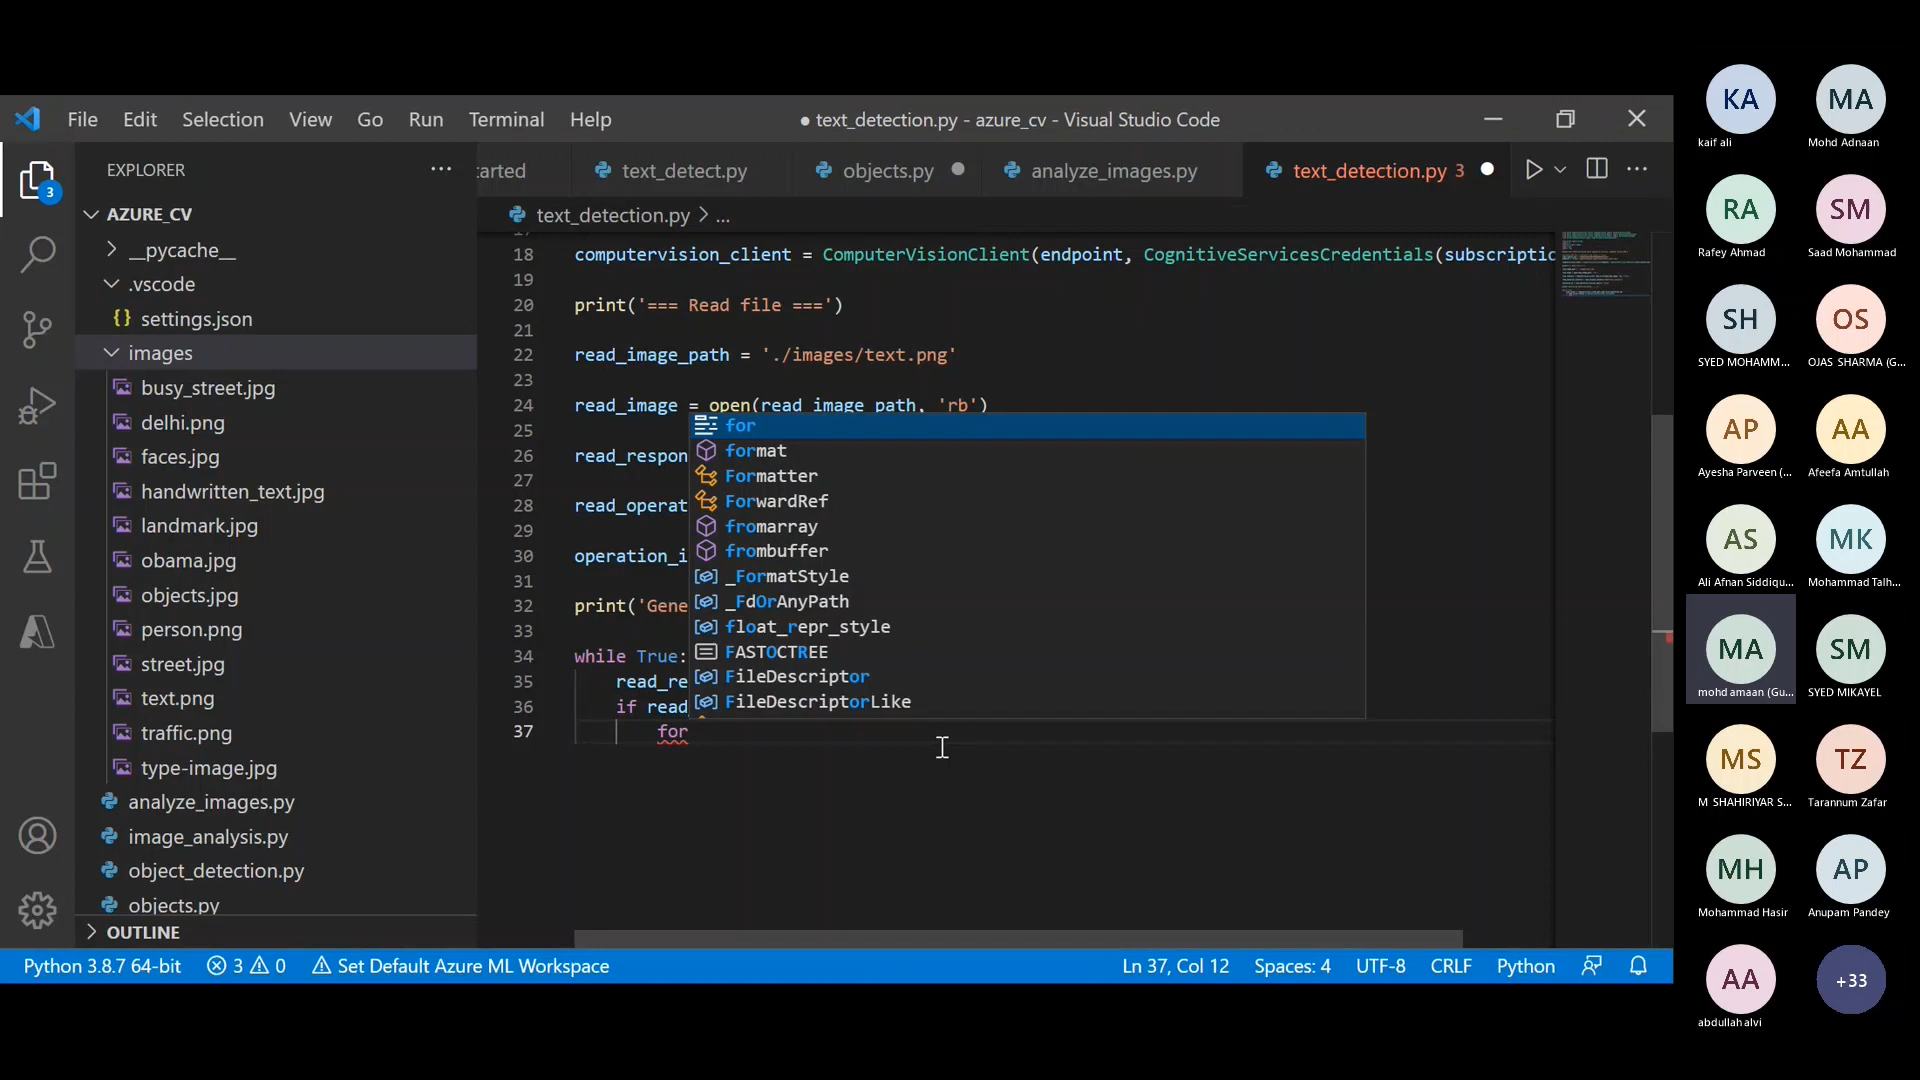 File Edit Selection View Go Run Terminal Help
● text_detection.py - azure_cv - Visual Studio Code
EXPLORER
arted
text_detect.py
objects.py
analyze_images.py
text_detection.py 3
3
AZURE_CV
__pycache__
.vscode
settings.json
images
busy_street.jpg
delhi.png
faces.jpg
handwritten_text.jpg
landmark.jpg
obama.jpg
objects.jpg
person.png
street.jpg
text.png
traffic.png
type-image.jpg
analyze_images.py
image_analysis.py
object_detection.py
objects.py
OUTLINE
text_detection.py > ...
18 computervision_client = ComputerVisionClient(endpoint, CognitiveServicesCredentials(subscriptic
19
20 print('=== Read file ===')
21
22 read_image_path = './images/text.png'
23
24 read_image = open(read_image_path, 'rb')
25
26 read_respon
27
28 read_operat
29
30 operation_i
31
32 print('Gene
33
34 while True:
35 read_re
36 if read
37 for
for
format
Formatter
ForwardRef
fromarray
frombuffer
_FormatStyle
_FdOrAnyPath
float_repr_style
FASTOCTREE
FileDescriptor
FileDescriptorLike
Python 3.8.7 64-bit
3 0
Set Default Azure ML Workspace
Ln 37, Col 12
Spaces: 4
UTF-8
CRLF
Python
KA
kaif ali
MA
Mohd Adnaan
RA
Rafey Ahmad
SM
Saad Mohammad
SH
SYED MOHAMM...
OS
OJAS SHARMA (G...
AP
Ayesha Parveen (...
AA
Afeefa Amtullah
AS
Ali Afnan Siddiqu...
MK
Mohammad Talh...
MA
mohd amaan (Gu...
SM
SYED MIKAYEL
MS
M SHAHIRIYAR S...
TZ
Tarannum Zafar
MH
Mohammad Hasir
AP
Anupam Pandey
AA
abdullah alvi
+33